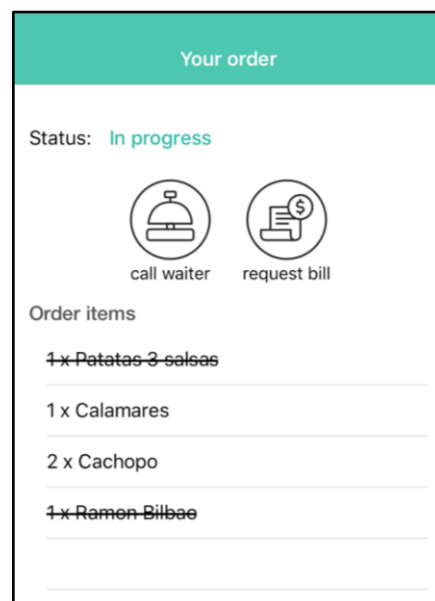 Your order
Status: In progress
$
call waiter request bill
Order items
1 x Patatas 3 salsas
1 x Calamares
2 x Cachopo
1 x Ramon Bilbao